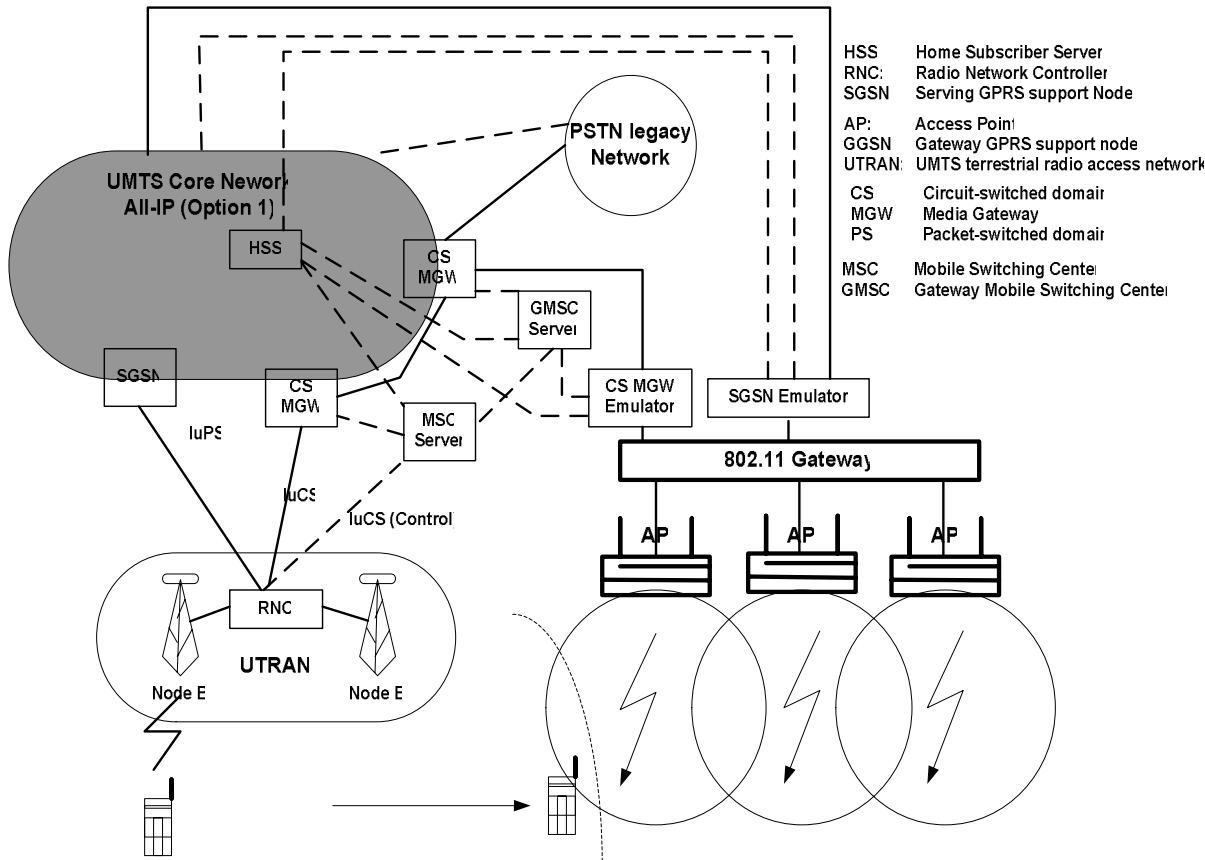 HSS Home Subscriber Server
RNC: Radio Network Controller
SGSN Serving GPRS support Node
AP: Access Point
GGSN Gateway GPRS support node
UTRAN: UMTS terrestrial radio access network
CS Circuit-switched domain
MGW Media Gateway
PS Packet-switched domain
MSC Mobile Switching Center
GMSC Gateway Mobile Switching Center
PSTN legacy
Network
UMTS Core Nework
All-IP (Option 1)
HSS
CS
MGW
GMSC
Server
SGSN
CS
MGW
MSC
Server
CS MGW
Emulator
SGSN Emulator
802.11 Gateway
IuPS
IuCS
IuCS (Control)
AP
AP
AP
RNC
UTRAN
Node B
Node B